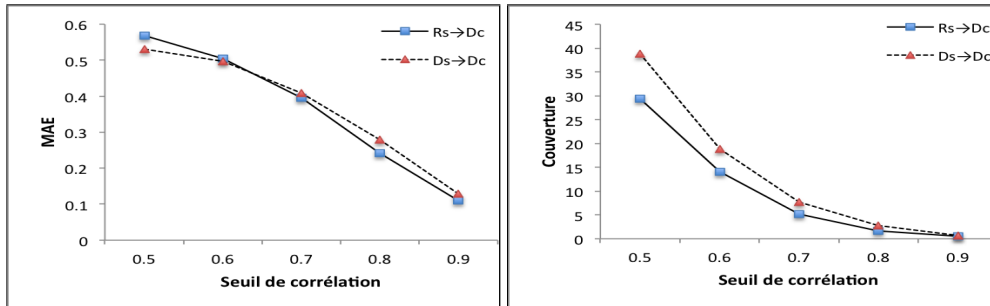 0.6
0.5
0.4
0.3
0.2
0.1
0
MAE
0.5 0.6 0.7 0.8 0.9
Seuil de corrélation
Rs→Dc
Ds→Dc
45
40
35
30
25
20
15
10
5
0
Couverture
0.5 0.6 0.7 0.8 0.9
Seuil de corrélation
Rs→Dc
Ds→Dc